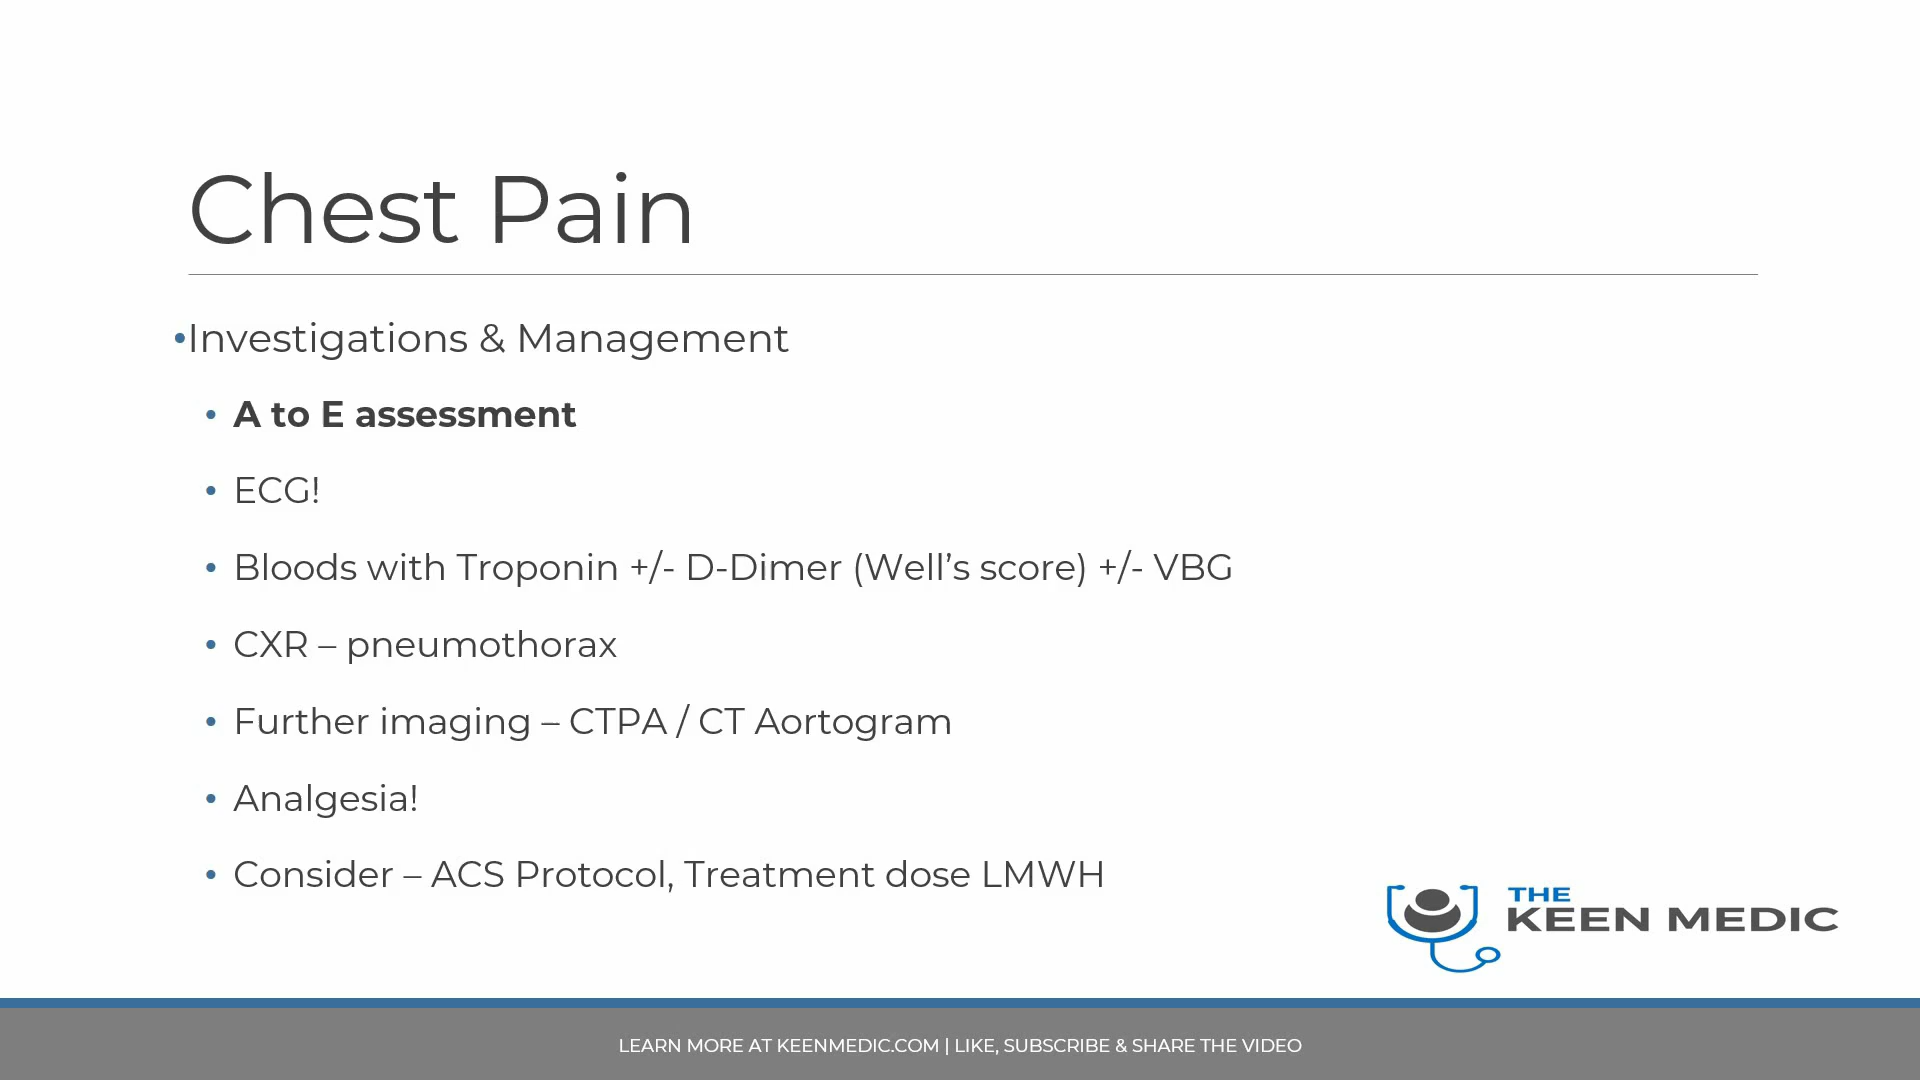 Chest Pain
•Investigations & Management
• A to E assessment
• ECG!
• Bloods with Troponin +/- D-Dimer (Well’s score) +/- VBG
• CXR – pneumothorax
• Further imaging – CTPA / CT Aortogram
• Analgesia!
• Consider – ACS Protocol, Treatment dose LMWH
THE
KEEN MEDIC
LEARN MORE AT KEENMEDIC.COM | LIKE, SUBSCRIBE & SHARE THE VIDEO